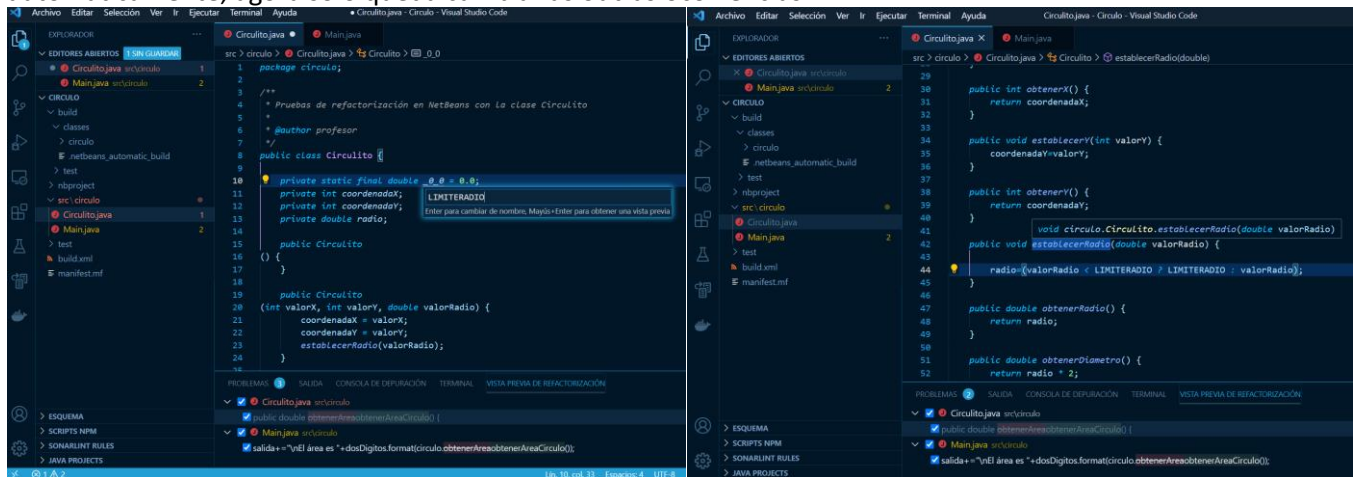 Archivo Editar Selección Ver Ir Ejecutar Terminal Ayuda
● Circulito.java - Circulo - Visual Studio Code
EXPLORADOR
EDITORES ABIERTOS 1 SIN GUARDAR
● Circulito.java src\circulo 1
Main.java src\circulo 2
CIRCULO
build
classes
circulo
.netbeans_automatic_build
test
nbproject
src \ circulo
Circulito.java 1
Main.java 2
test
build.xml
manifest.mf
ESQUEMA
SCRIPTS NPM
SONARLINT RULES
JAVA PROJECTS
1 2
Circulito.java ● Main.java
src > circulo > Circulito.java > Circulito > _0_0
1 package circulo;
2
3 /**
4 * Pruebas de refactorización en NetBeans con la clase Circulito
5 *
6 * @author profesor
7 */
8 public class Circulito {
9
10 private static final double _0_0 = 0.0;
11 private int coordenadaX;
12 private int coordenadaY;
13 private double radio;
14
15 public Circulito
16 () {
17 }
18
19 public Circulito
20 (int valorX, int valorY, double valorRadio) {
21 coordenadaX = valorX;
22 coordenadaY = valorY;
23 establecerRadio(valorRadio);
24 }
25
LIMITERADIO
Enter para cambiar de nombre, Mayús+Enter para obtener una vista previa
PROBLEMAS 3 SALIDA CONSOLA DE DEPURACIÓN TERMINAL VISTA PREVIA DE REFACTORIZACIÓN
Circulito.java src\circulo
public double obtenerAreaobtenerAreaCirculo() {
Main.java src\circulo
salida+="\nEl área es "+dosDigitos.format(circulo.obtenerAreaobtenerAreaCirculo());
Lín. 10, col. 33 Espacios: 4 UTF-8
Archivo Editar Selección Ver Ir Ejecutar Terminal Ayuda
Circulito.java - Circulo - Visual Studio Code
EXPLORADOR
EDITORES ABIERTOS
Circulito.java src\circulo
Main.java src\circulo 2
CIRCULO
build
classes
circulo
.netbeans_automatic_build
test
nbproject
src \ circulo
Circulito.java
Main.java 2
test
build.xml
manifest.mf
ESQUEMA
SCRIPTS NPM
SONARLINT RULES
JAVA PROJECTS
Circulito.java Main.java
src > circulo > Circulito.java > Circulito > establecerRadio(double)
29
30 public int obtenerX() {
31 return coordenadaX;
32 }
33
34 public void establecerY(int valorY) {
35 coordenadaY=valorY;
36 }
37
38 public int obtenerY() {
39 return coordenadaY;
40 }
41 void circulo.Circulito.establecerRadio(double valorRadio)
42 public void establecerRadio(double valorRadio) {
43
44 radio=(valorRadio < LIMITERADIO ? LIMITERADIO : valorRadio);
45 }
46
47 public double obtenerRadio() {
48 return radio;
49 }
50
51 public double obtenerDiametro() {
52 return radio * 2;
PROBLEMAS 2 SALIDA CONSOLA DE DEPURACIÓN TERMINAL VISTA PREVIA DE REFACTORIZACIÓN
Circulito.java src\circulo
public double obtenerAreaobtenerAreaCirculo() {
Main.java src\circulo
salida+="\nEl área es "+dosDigitos.format(circulo.obtenerAreaobtenerAreaCirculo());